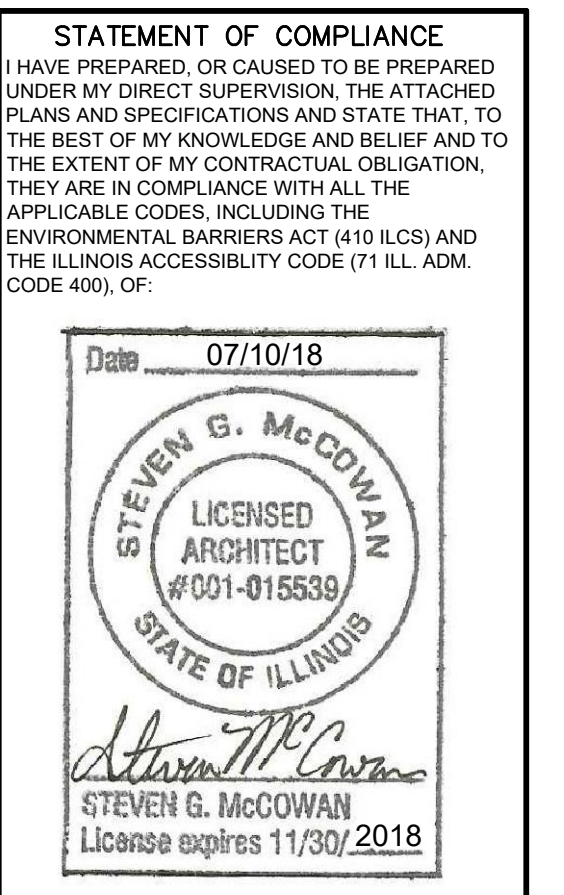 STATEMENT OF COMPLIANCE
I HAVE PREPARED, OR CAUSED TO BE PREPARED
UNDER MY DIRECT SUPERVISION, THE ATTACHED
PLANS AND SPECIFICATIONS AND STATE THAT, TO
THE BEST OF MY KNOWLEDGE AND BELIEF AND TO
THE EXTENT OF MY CONTRACTUAL OBLIGATION,
THEY ARE IN COMPLIANCE WITH ALL THE
APPLICABLE CODES, INCLUDING THE
ENVIRONMENTAL BARRIERS ACT (410 ILCS) AND
THE ILLINOIS ACCESSIBLITY CODE (71 ILL. ADM.
CODE 400), OF:
Date 07/10/18
STEVEN G. McCOWAN
LICENSED
ARCHITECT
#001-015539
STATE OF ILLINOIS
Steven McCowan
STEVEN G. McCOWAN
License expires 11/30/ 2018